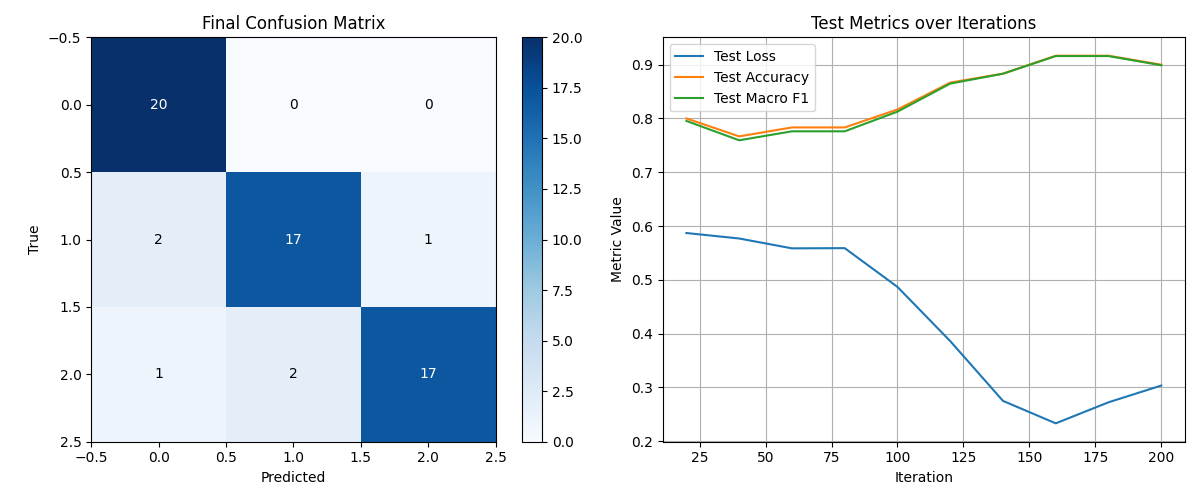 Final Confusion Matrix
−0.5
0.0
0.5
1.0
1.5
2.0
2.5
True
20 0 0
2 17 1
1 2 17
−0.5 0.0 0.5 1.0 1.5 2.0 2.5
Predicted
20.0
17.5
15.0
12.5
10.0
7.5
5.0
2.5
0.0
Test Metrics over Iterations
Test Loss
Test Accuracy
Test Macro F1
0.9
0.8
0.7
0.6
0.5
0.4
0.3
0.2
Metric Value
25 50 75 100 125 150 175 200
Iteration